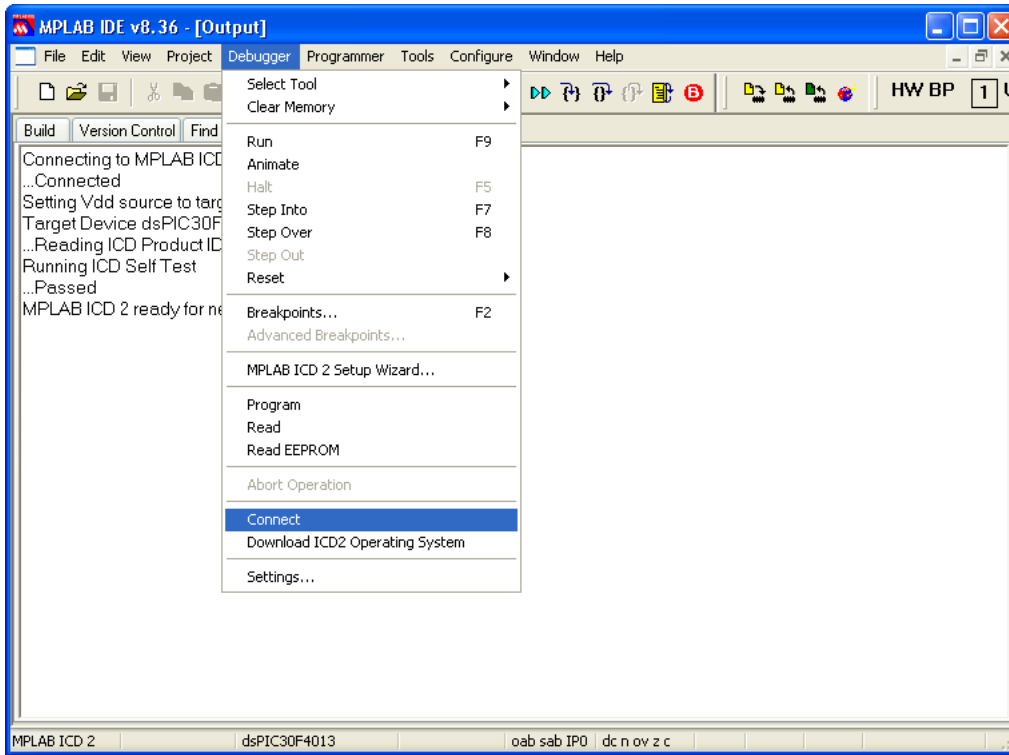 MPLAB IDE v8.36 - [Output]
File Edit View Project Debugger Programmer Tools Configure Window Help
HW BP 1
Build Version Control Find
Connecting to MPLAB ICD
...Connected
Setting Vdd source to
Target Device dsPIC30F
...Reading ICD Product ID
Running ICD Self Test
...Passed
MPLAB ICD 2 ready for
Select Tool
Clear Memory
Run F9
Animate
Halt F5
Step Into F7
Step Over F8
Step Out
Reset
Breakpoints... F2
Advanced Breakpoints...
MPLAB ICD 2 Setup Wizard...
Program
Read
Read EEPROM
Abort Operation
Connect
Download ICD2 Operating System
Settings...
MPLAB ICD 2 dsPIC30F4013 oab sab IP0 dc n ov z c